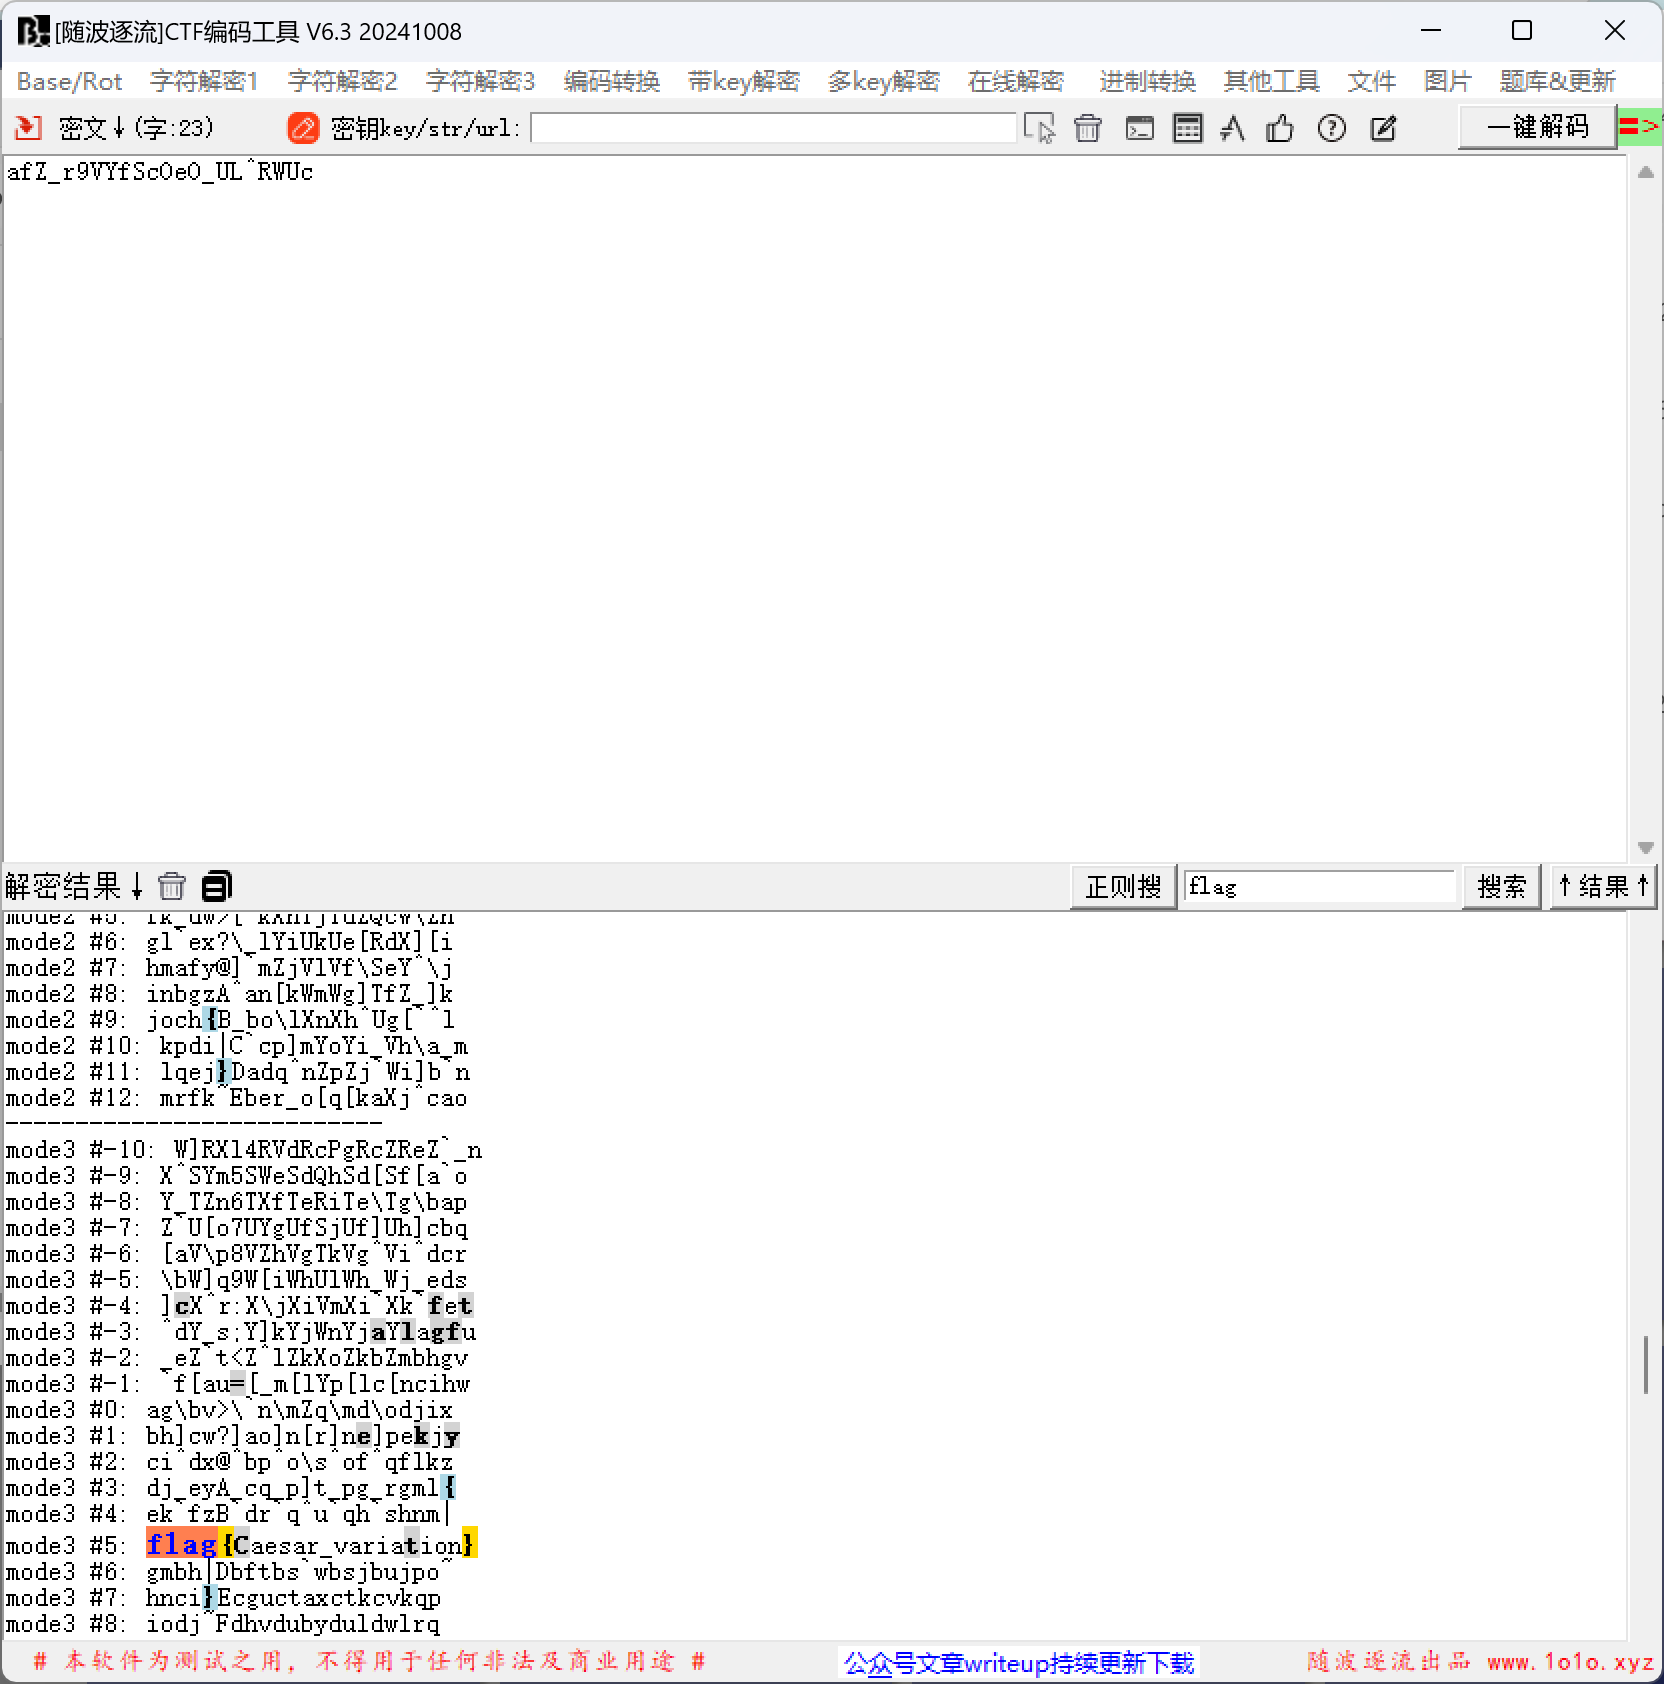 [随波逐流]CTF编码工具 V6.3 20241008
Base/Rot 字符解密1 字符解密2 字符解密3 编码转换 带key解密 多key解密 在线解密 进制转换 其他工具 文件 图片 题库&更新
密文↓(字:23) 密钥key/str/url: 一键解码 =>
afZ_r9VYfScOeO_UL^RWUc
解密结果↓ 正则搜 flag 搜索 ↑结果↑
mode2 #6: gl`ex?\_lYiUkUe[RdX][i
mode2 #7: hmafy@]`mZjVlVf\SeY^\j
mode2 #8: inbgzA^an[kWmWg]TfZ_]k
mode2 #9: joch{B_bo\lXnXh^Ug[`^l
mode2 #10: kpdi|C`cp]mYoYi_Vh\a_m
mode2 #11: lqej}Dadq^nZpZj`Wi]b`n
mode2 #12: mrfk~Eber_o[q[kaXj^cao
---------------------------
mode3 #-10: W]RXl4RVdRcPgRcZReZ`_n
mode3 #-9: X^SYm5SWeSdQhSd[Sf[a`o
mode3 #-8: Y_TZn6TXfTeRiTe\Tg\bap
mode3 #-7: Z`U[o7UYgUfSjUf]Uh]cbq
mode3 #-6: [aV\p8VZhVgTkVg^Vi^dcr
mode3 #-5: \bW]q9W[iWhUlWh_Wj_eds
mode3 #-4: ]cX^r:X\jXiVmXi`Xk`fet
mode3 #-3: ^dY_s;Y]kYjWnYjaYlagfu
mode3 #-2: _eZ`t<Z^lZkXoZkbZmbhgv
mode3 #-1: `f[au=[_m[lYp[lc[ncihw
mode3 #0: ag\bv>\`n\mZq\md\odjix
mode3 #1: bh]cw?]ao]n[r]ne]pekjy
mode3 #2: ci^dx@^bp^o\s^of^qflkz
mode3 #3: dj_eyA_cq_p]t_pg_rgml{
mode3 #4: ek`fzB`dr`q^u`qh`shnm|
mode3 #5: flag{Caesar_variation}
mode3 #6: gmbh|Dbftbs`wbsjbujpo~
mode3 #7: hnci}Ecguctaxctkcvkqp
mode3 #8: iodj~Fdhvdubyduldwlrq
# 本软件为测试之用，不得用于任何非法及商业用途 # 公众号文章writeup持续更新下载 随波逐流出品 www.1o1o.xyz